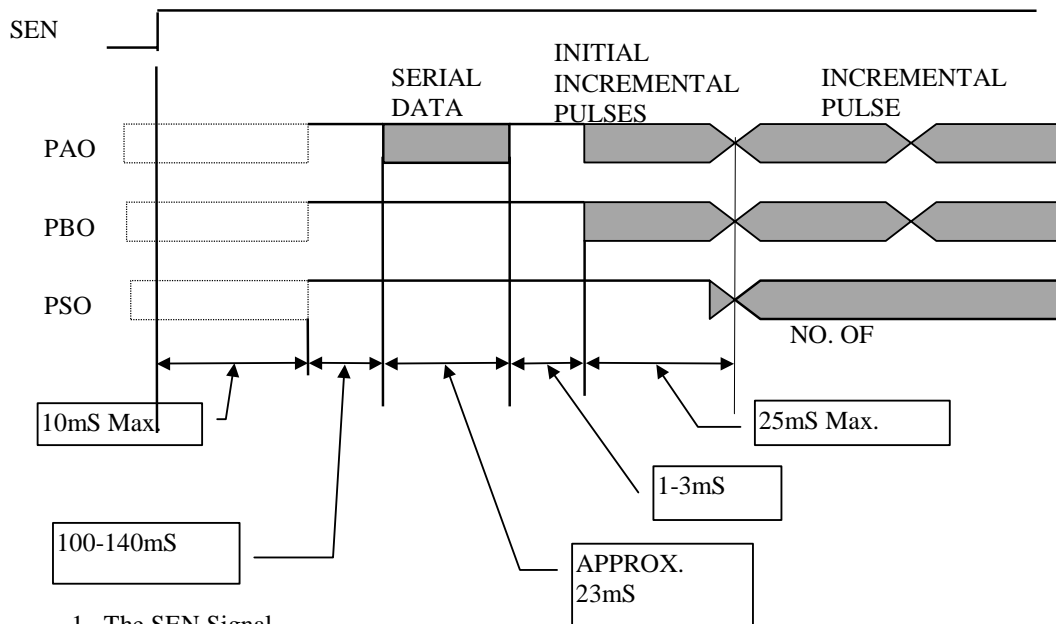 SEN
SERIAL
DATA
INITIAL
INCREMENTAL
PULSES
INCREMENTAL
PULSE
PAO
PBO
PSO
NO. OF
10mS Max.
25mS Max.
1-3mS
100-140mS
APPROX.
23mS
1. The SEN Signal